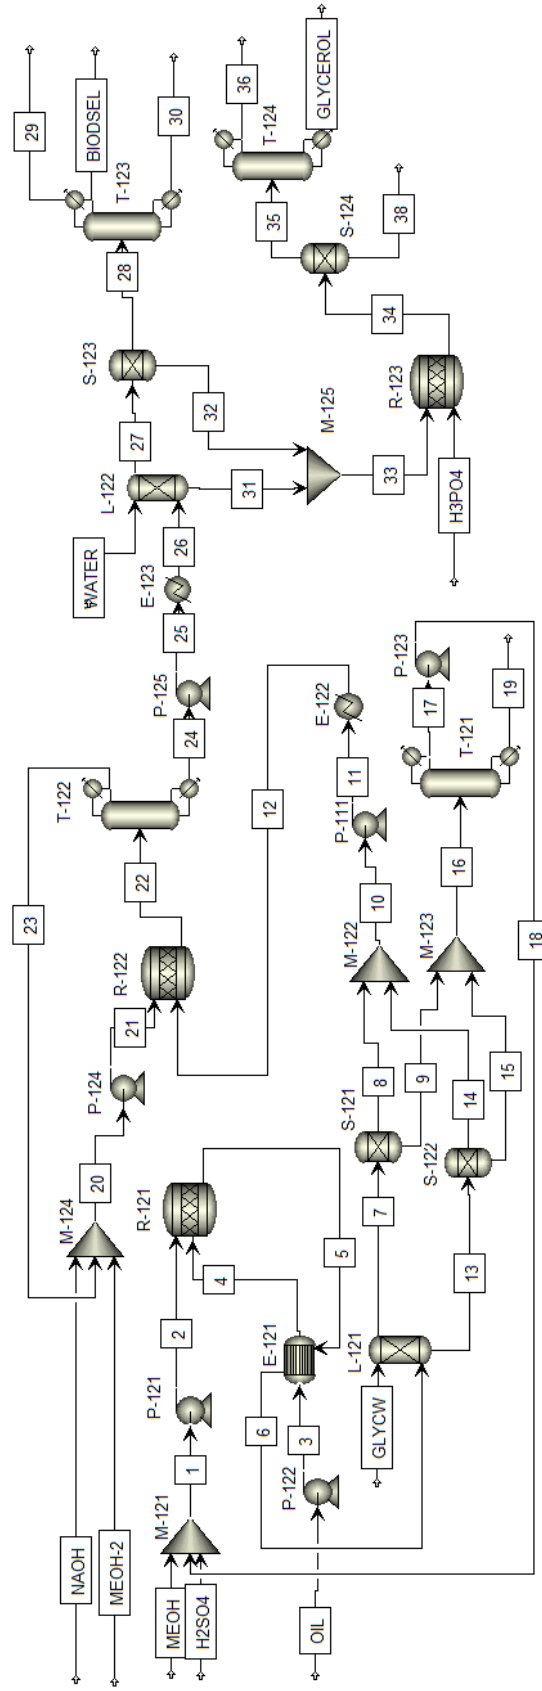 NAOH
MEOH-2
MEOH
H2SO4
OIL
M-121
1
P-121
2
R-121
4
5
E-121
6
3
P-122
M-124
20
P-124
21
R-122
22
T-122
23
24
P-125
25
E-123
26
WATER
L-122
27
S-123
28
T-123
29
BIODSEL
30
31
32
M-125
33
H3PO4
R-123
34
S-124
35
38
T-124
36
GLYCEROL
GLYCW
L-121
7
S-121
8
9
13
S-122
14
15
M-122
10
P-111
11
E-122
12
M-123
16
T-121
17
P-123
19
18